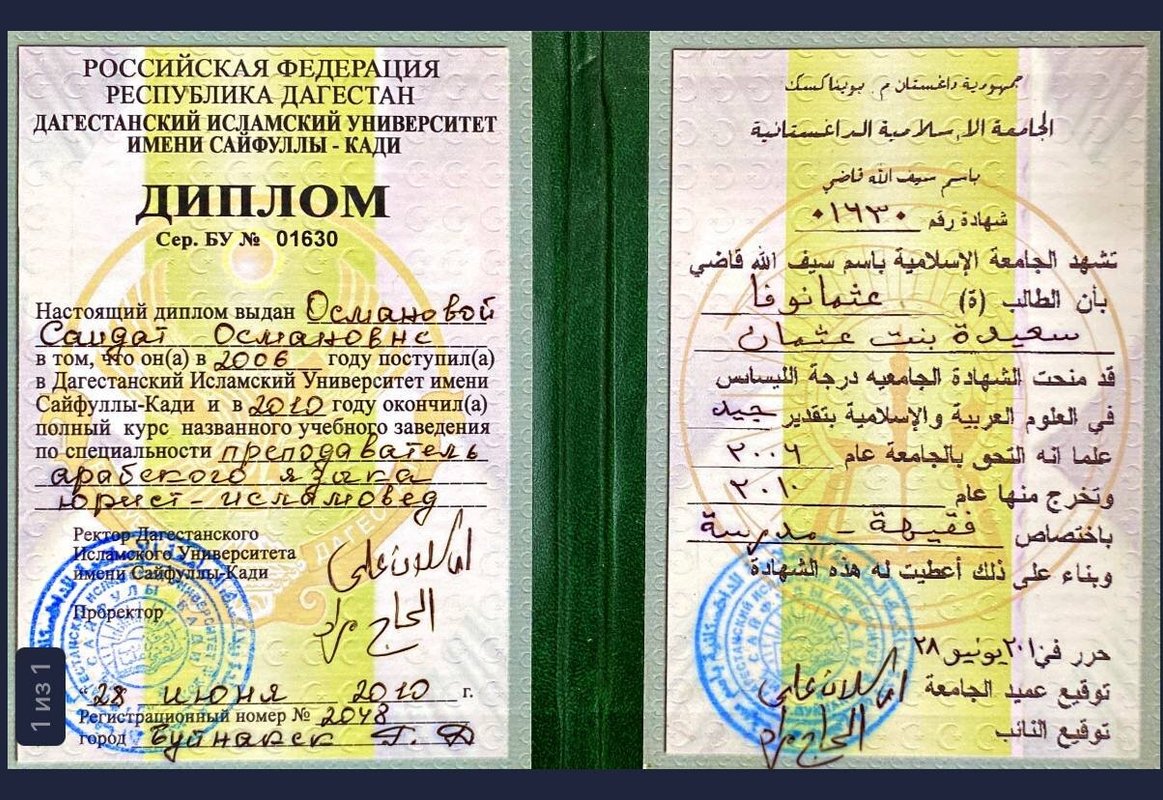 РОССИЙСКАЯ ФЕДЕРАЦИЯ
РЕСПУБЛИКА ДАГЕСТАН
ДАГЕСТАНСКИЙ ИСЛАМСКИЙ УНИВЕРСИТЕТ
ИМЕНИ САЙФУЛЛЫ - КАДИ
ДИПЛОМ
Сер. БУ № 01630
Настоящий диплом выдан Османовой
Саидат Османовне
в том, что он(а) в 2006 году поступил(а)
в Дагестанский Исламский Университет имени
Сайфуллы-Кади и в 2010 году окончил(а)
полный курс названного учебного заведения
по специальности преподаватель
арабского языка
юрист-исламовед
Ректор Дагестанского
Исламского Университета
имени Сайфуллы-Кади
Проректор
"28 июня 2010 г.
Регистрационный номер № 2048
город Буйнакск Г. Д
1 из 1
جمهورية داغستان م. بويناكسك
الجامعة الإسلامية الداغستانية
باسم سيف الله قاضي
شهادة رقم ٠١٦٣٠
تشهد الجامعة الإسلامية باسم سيف الله قاضي
بأن الطالب (ة) عثمانوفا
سعيدة بنت عثمان
قد منحت الشهادة الجامعيه درجة الليسانس
في العلوم العربية والإسلامية بتقدير جيد
علما انه التحق بالجامعة عام ٢٠٠٦
وتخرج منها عام ٢٠١٠
باختصاص فقيهة - مدرسة
وبناء على ذلك أعطيت له هذه الشهادة
حرر في ٢٠١ يونيو ٢٨
توقيع عميد الجامعة
توقيع النائب